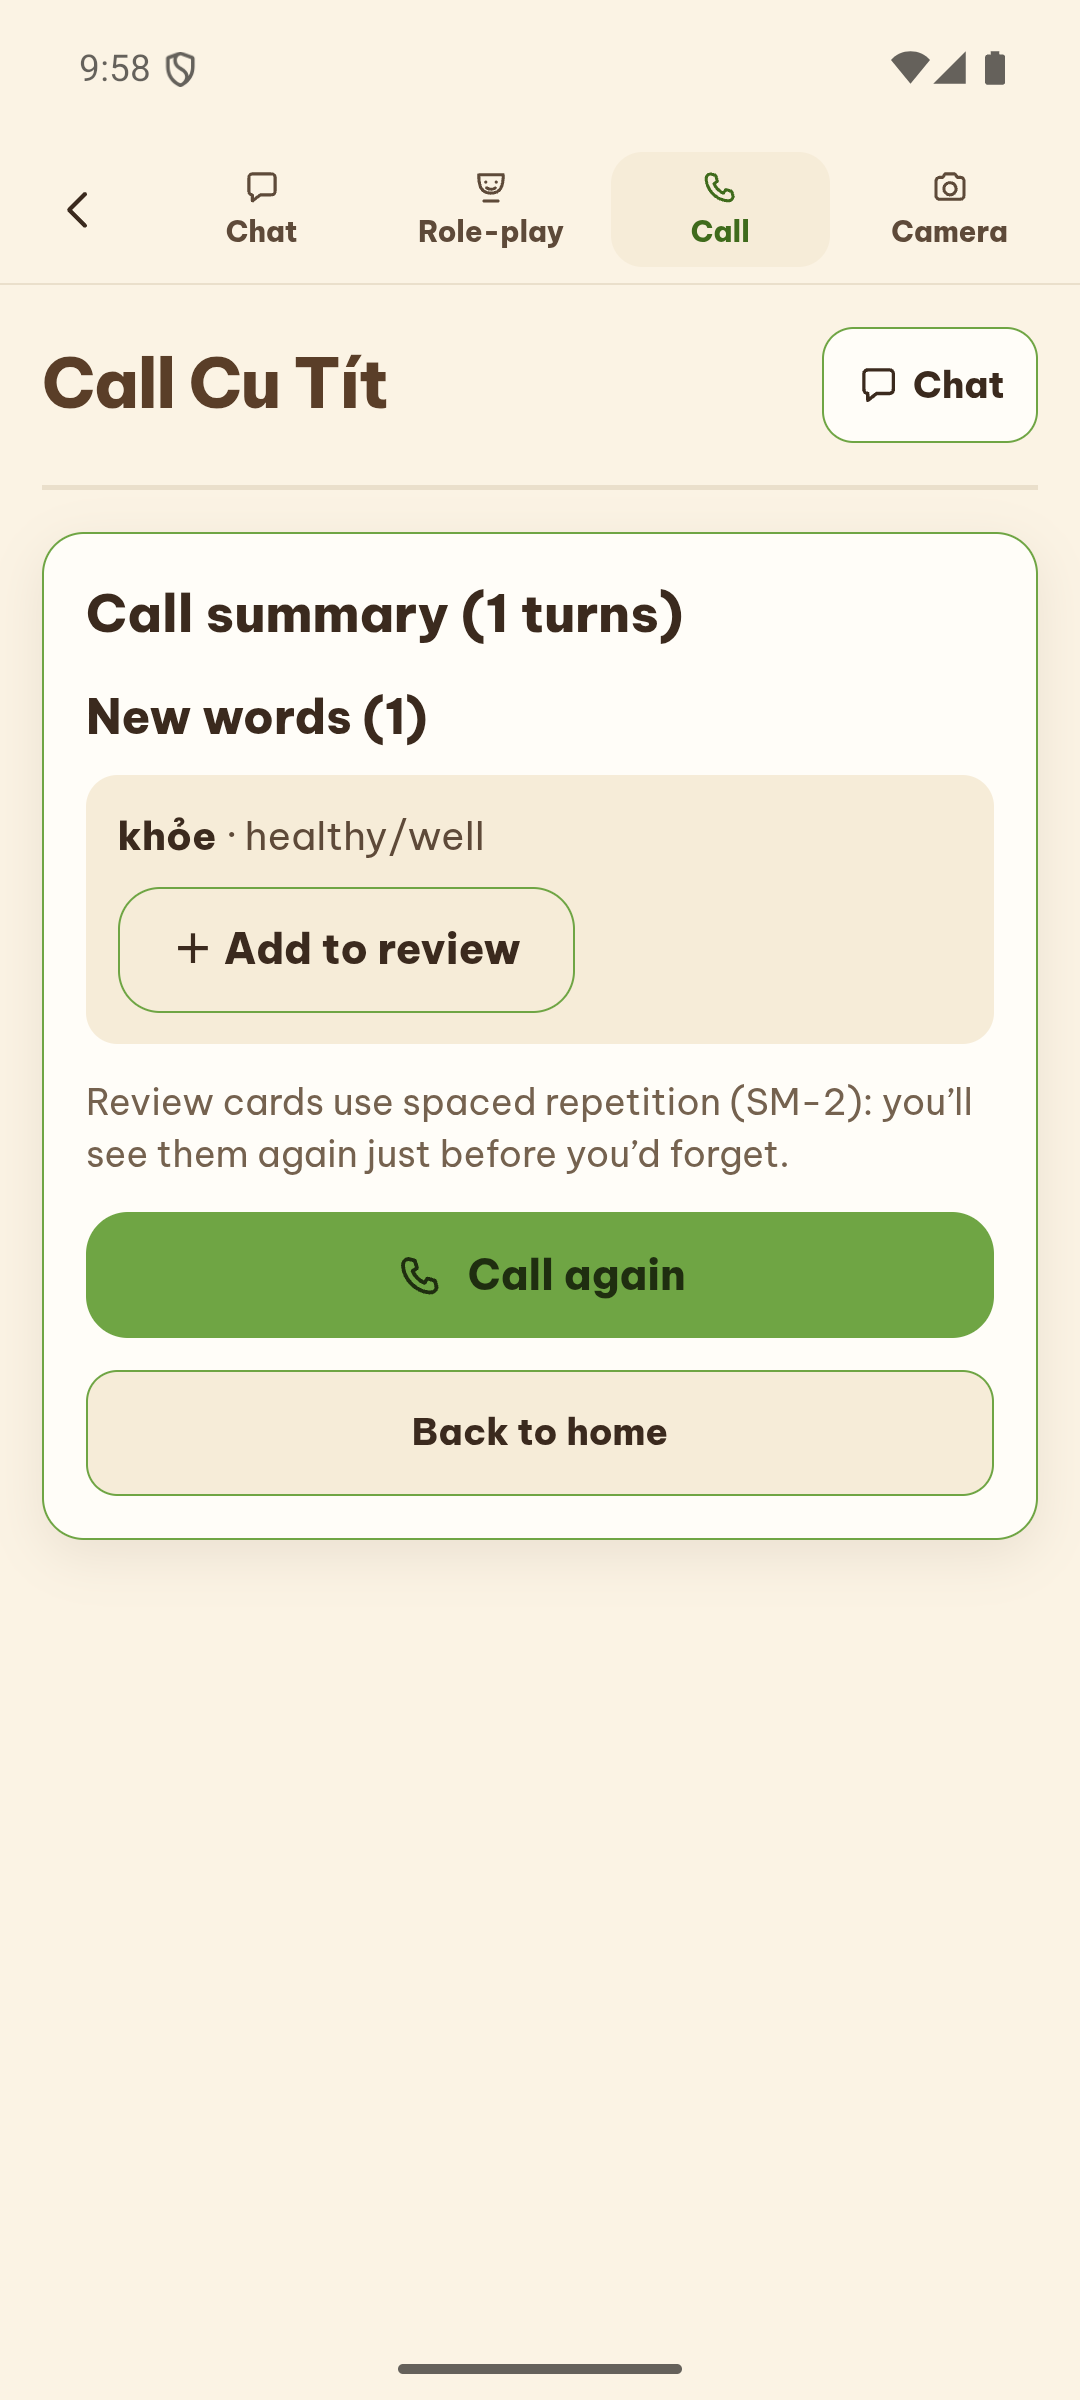 9:58
Chat
Role-play
Call
Camera
Call Cu Tít
Chat
Call summary (1 turns)
New words (1)
khỏe · healthy/well
+ Add to review
Review cards use spaced repetition (SM-2): you’ll
see them again just before you’d forget.
Call again
Back to home